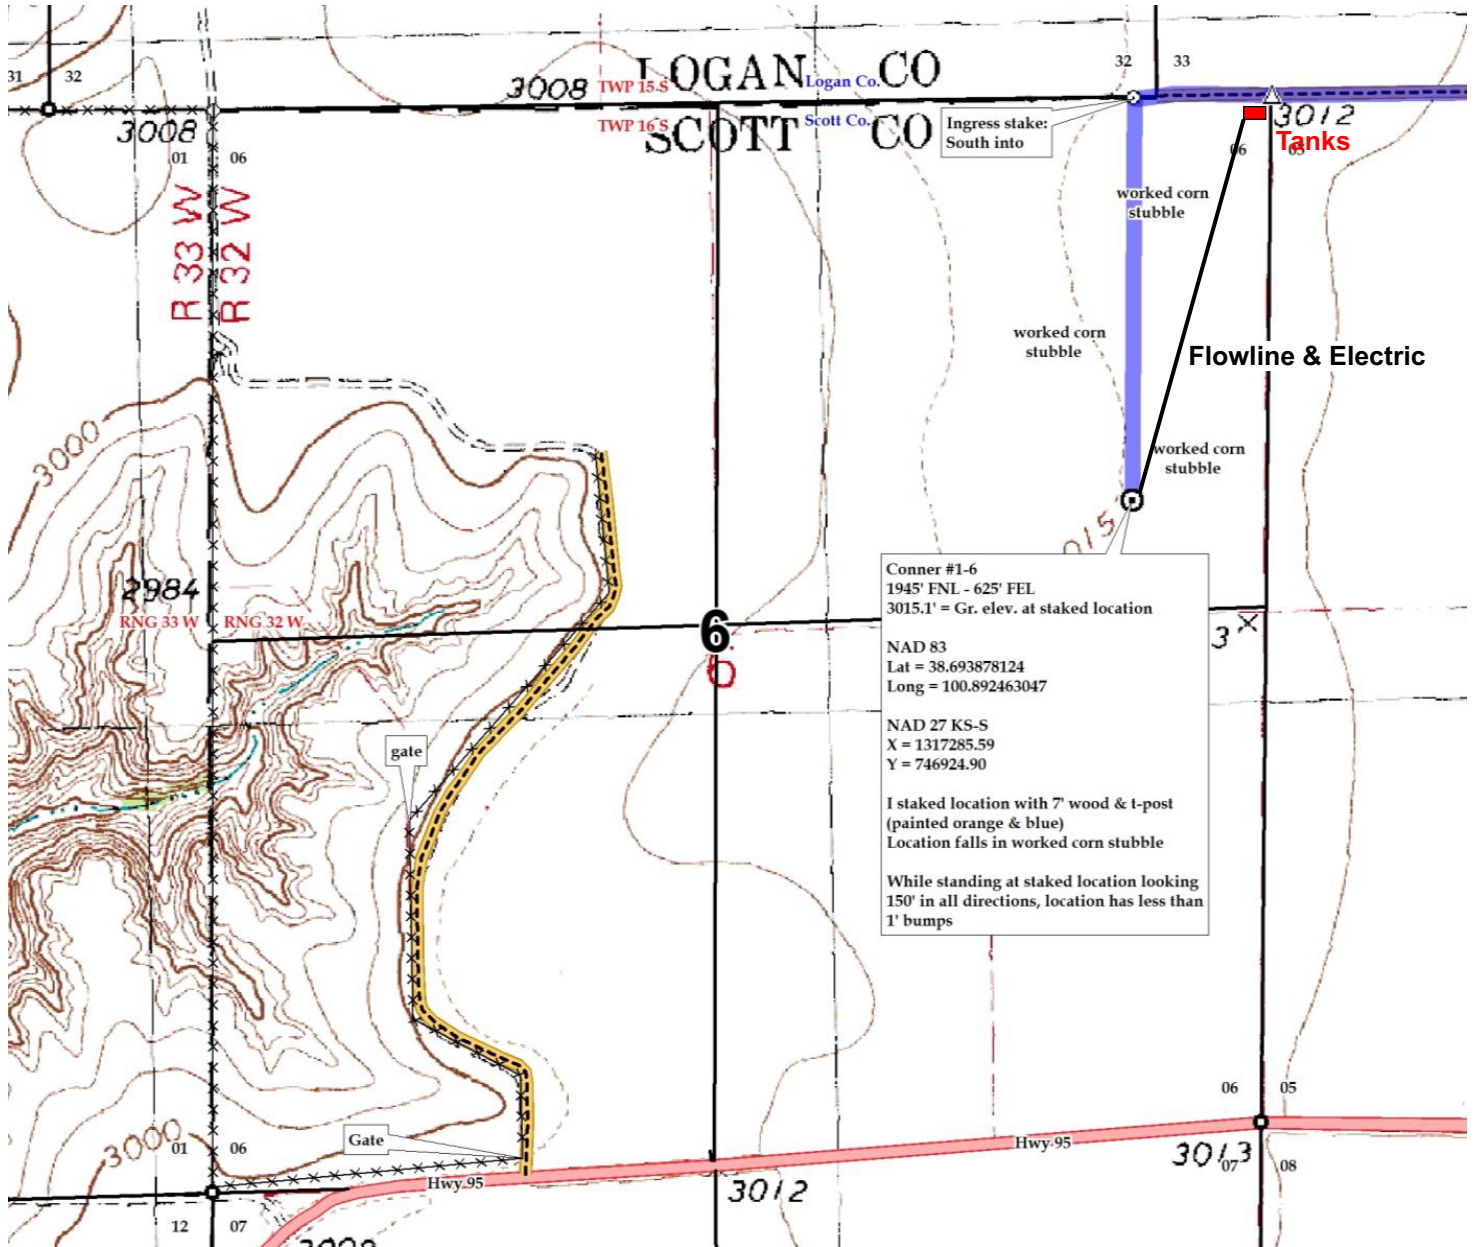 31
32
3008
TWP 15-S
LOGAN CO
Logan Co.
32
33
3008
TWP 16 S
SCOTT CO
Scott Co.
Ingress stake:
South into
3012
Tanks
01
06
06
05
R 33 W
R 32 W
worked corn
stubble
worked corn
stubble
Flowline & Electric
3000
worked corn
stubble
015
2984
RNG 33 W
RNG 32 W
6
3
Conner #1-6
1945' FNL - 625' FEL
3015.1' = Gr. elev. at staked location
NAD 83
Lat = 38.693878124
Long = 100.892463047
NAD 27 KS-S
X = 1317285.59
Y = 746924.90
I staked location with 7' wood & t-post
(painted orange & blue)
Location falls in worked corn stubble
While standing at staked location looking
150' in all directions, location has less than
1' bumps
gate
06
05
3000
01
06
Gate
Hwy 95
Hwy 95
3013
07
08
3012
12
07